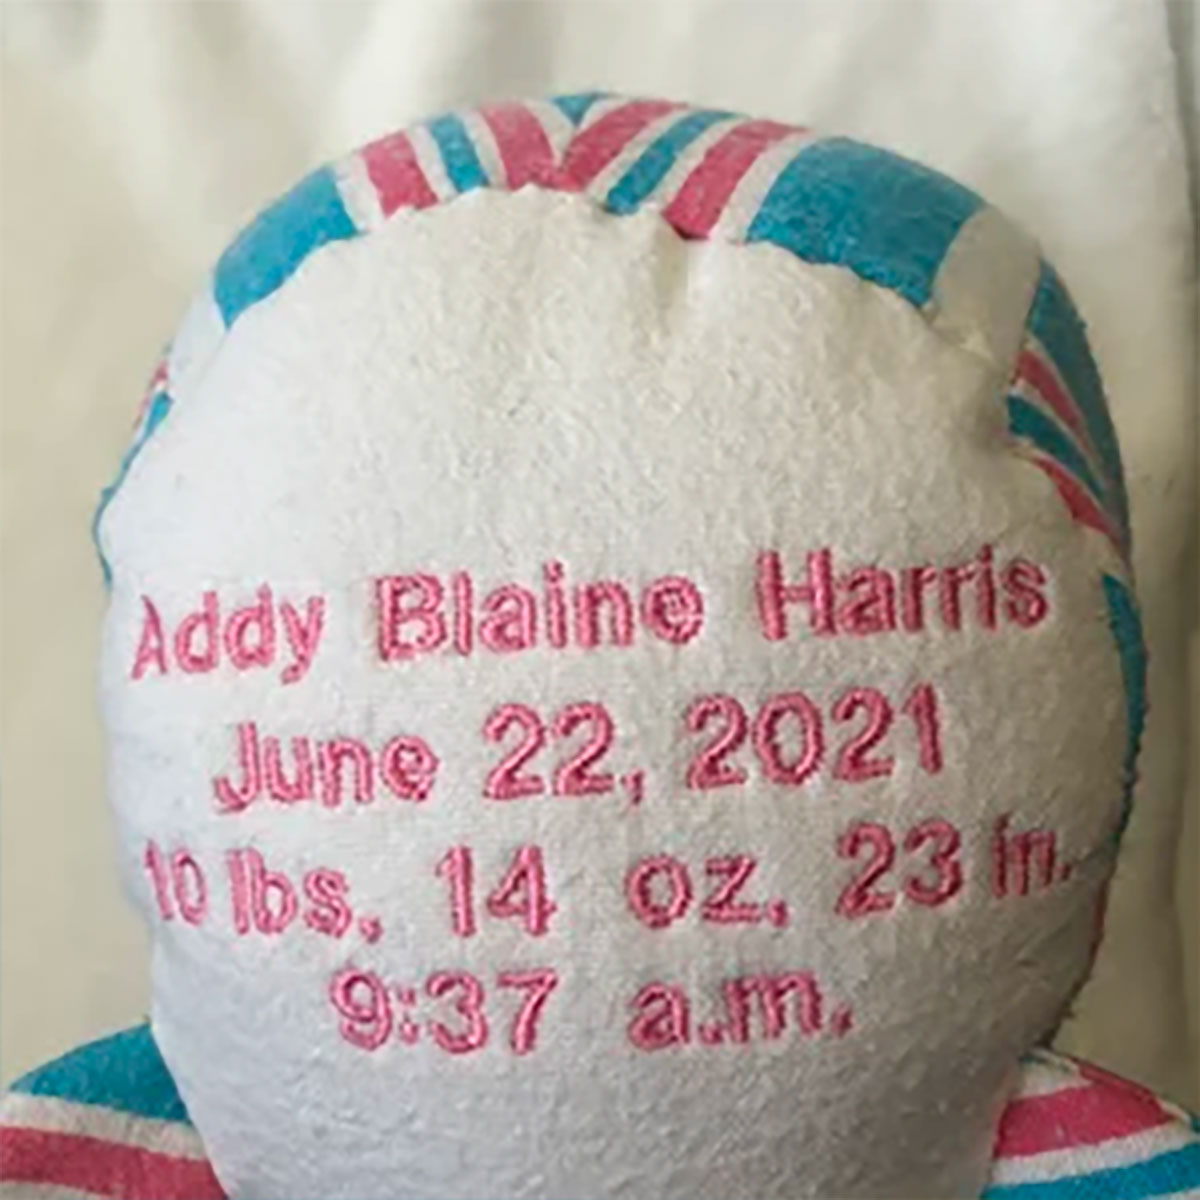 Addy Blaine Harris
June 22, 2021
10 lbs, 14 oz, 23 in.
9:37 a.m.